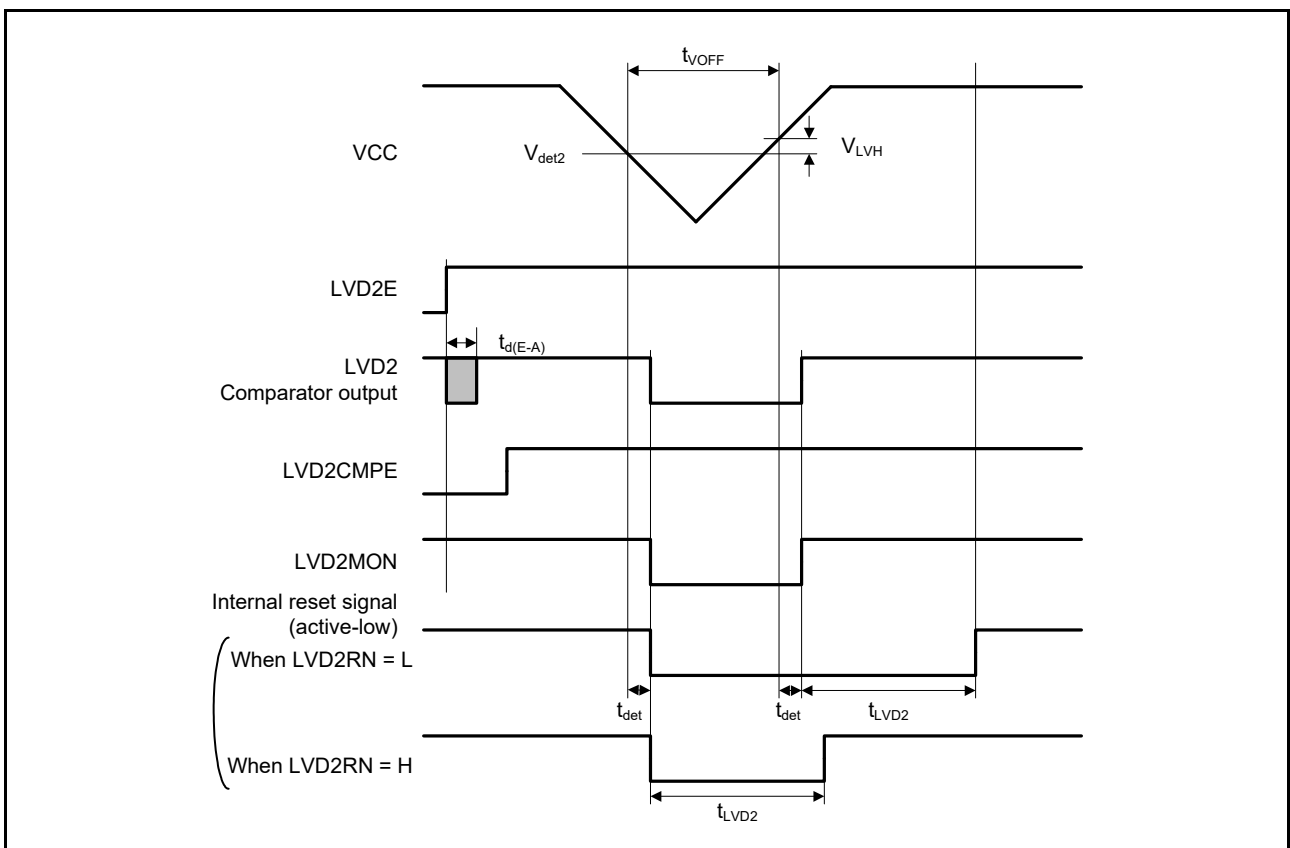 tVOFF
VCC
Vdet2
VLVH
LVD2E
td(E-A)
LVD2
Comparator output
LVD2CMPE
LVD2MON
Internal reset signal
(active-low)
When LVD2RN = L
tdet
tdet
tLVD2
When LVD2RN = H
tLVD2